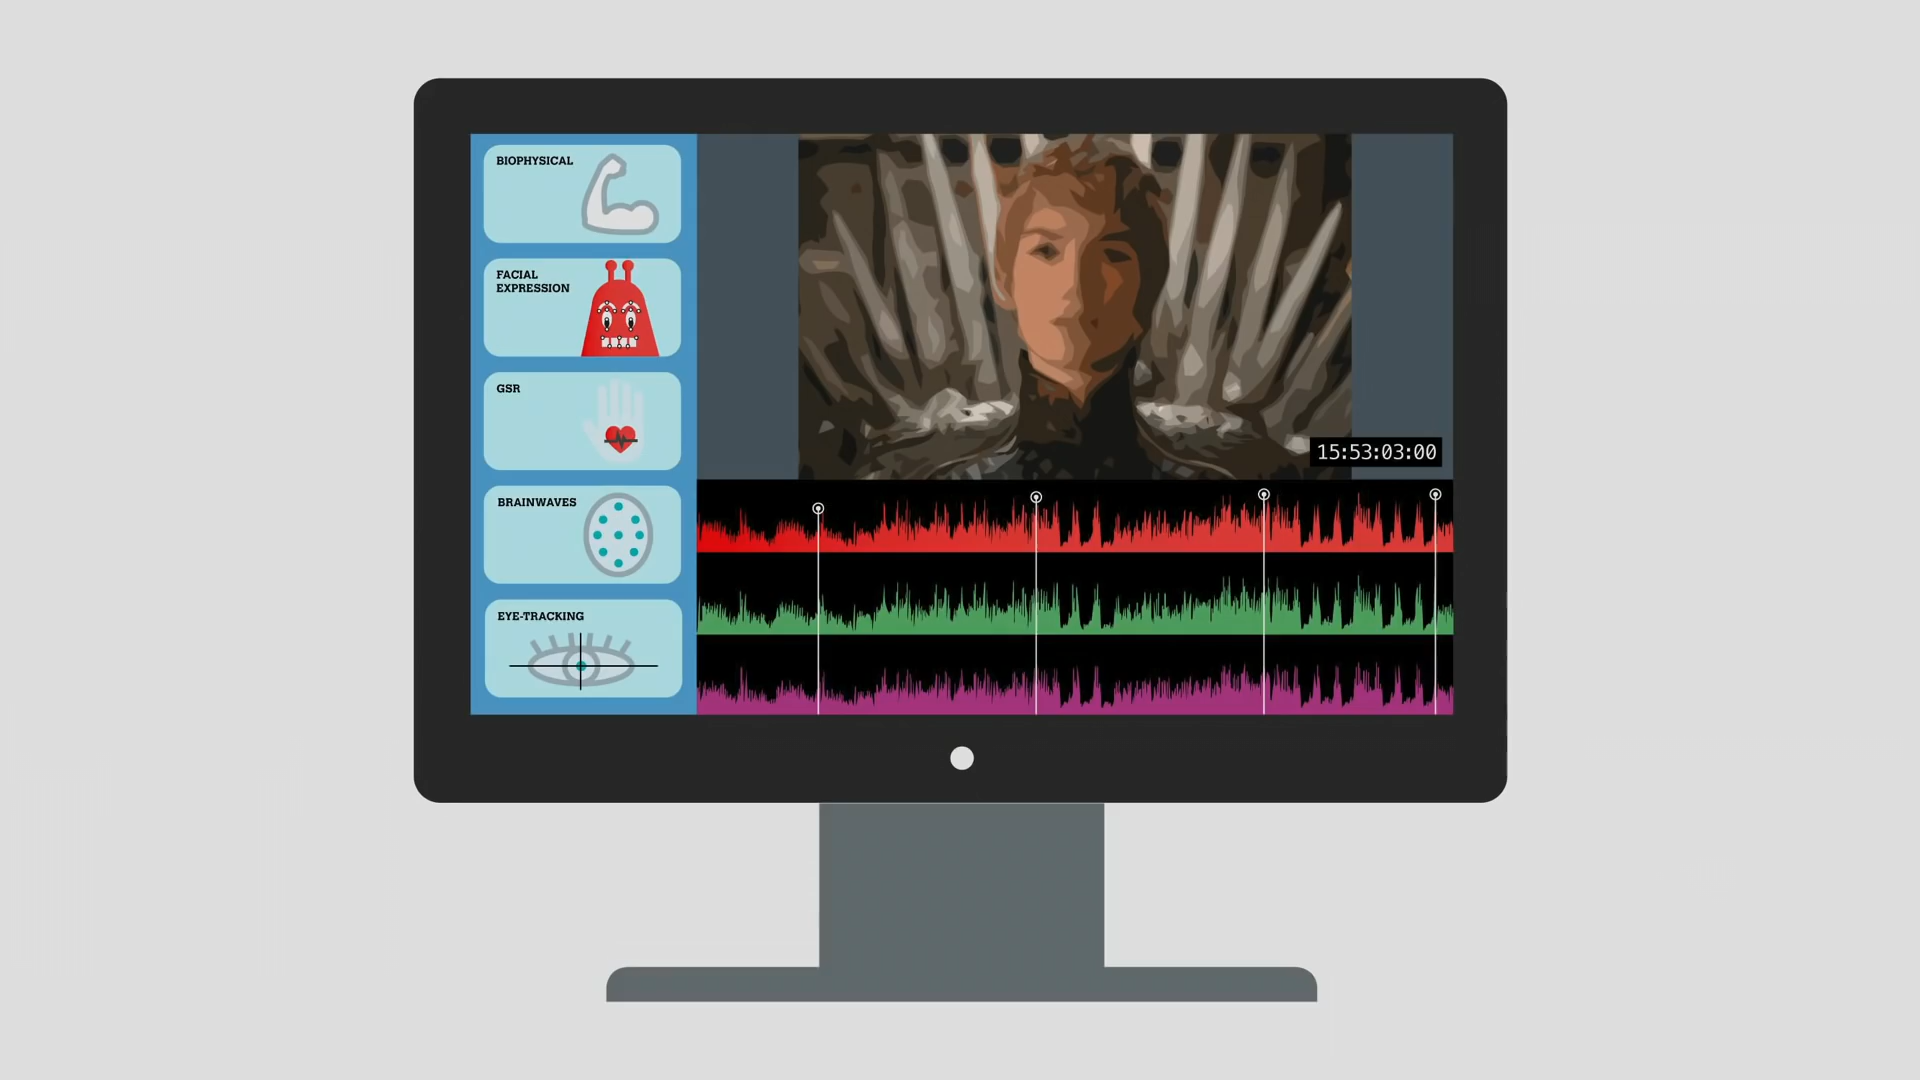 BIOPHYSICAL
FACIAL
EXPRESSION
GSR
BRAINWAVES
EYE-TRACKING
15:53:03:00